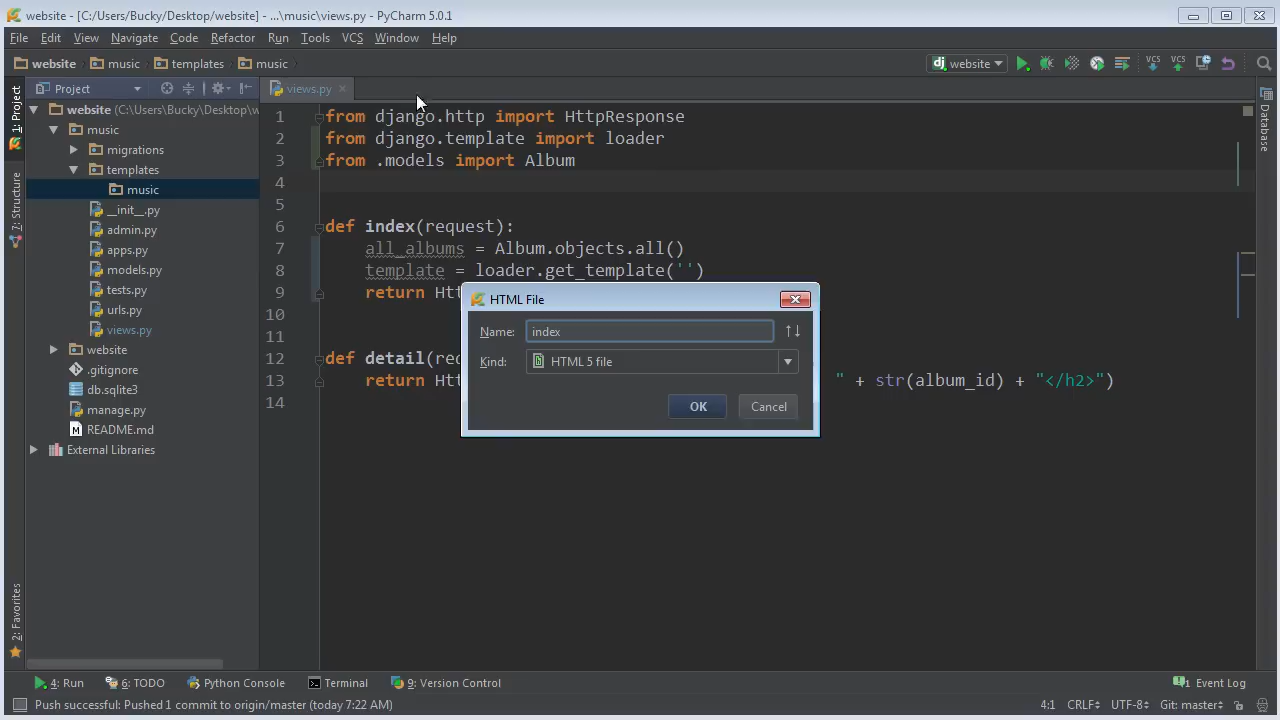 website - [C:/Users/Bucky/Desktop/website] - ...\music\views.py - PyCharm 5.0.1
File Edit View Navigate Code Refactor Run Tools VCS Window Help
website music templates music
website
VCS VCS
Project
views.py
1: Project
7: Structure
2: Favorites
Database
website (C:\Users\Bucky\Desktop\w
music
migrations
templates
music
__init__.py
admin.py
apps.py
models.py
tests.py
urls.py
views.py
website
.gitignore
db.sqlite3
manage.py
README.md
External Libraries
1 from django.http import HttpResponse
2 from django.template import loader
3 from .models import Album
4
5
6 def index(request):
7 all_albums = Album.objects.all()
8 template = loader.get_template('')
9 return Htt
10
11
12 def detail(req
13 return Htt " + str(album_id) + "</h2>")
14
HTML File
Name: index
Kind: HTML 5 file
OK Cancel
4: Run 6: TODO Python Console Terminal 9: Version Control 1 Event Log
Push successful: Pushed 1 commit to origin/master (today 7:22 AM) 4:1 CRLF UTF-8 Git: master